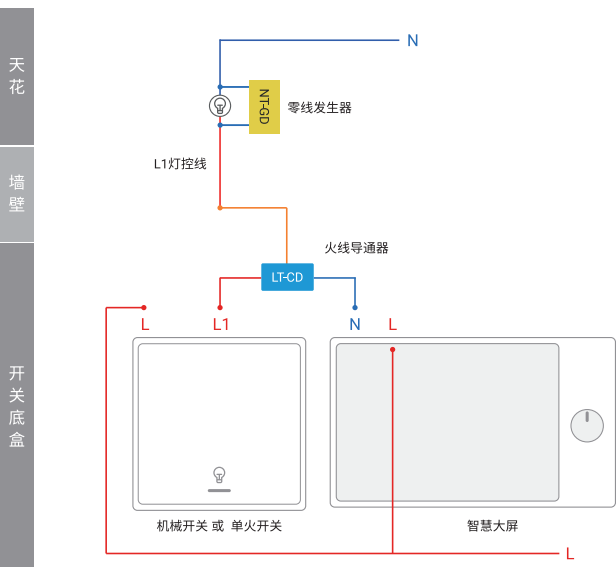 天花
墙壁
开关底盒
N
NT-GD
零线发生器
L1灯控线
火线导通器
LT-CD
L
L1
N
L
机械开关 或 单火开关
智慧大屏
L